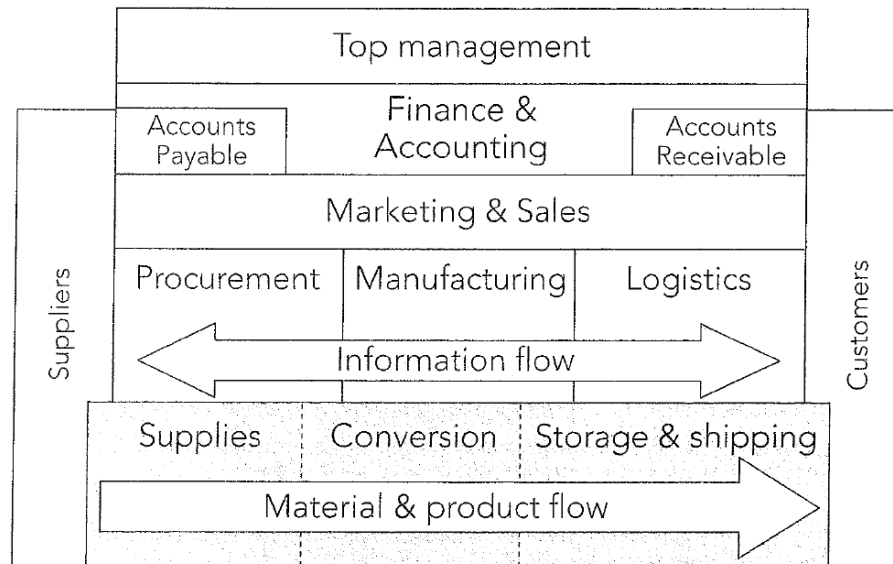 Top management
Finance &
Accounting
Accounts
Payable
Accounts
Receivable
Marketing & Sales
Procurement
Manufacturing
Logistics
Suppliers
Information flow
Customers
Supplies
Conversion
Storage & shipping
Material & product flow